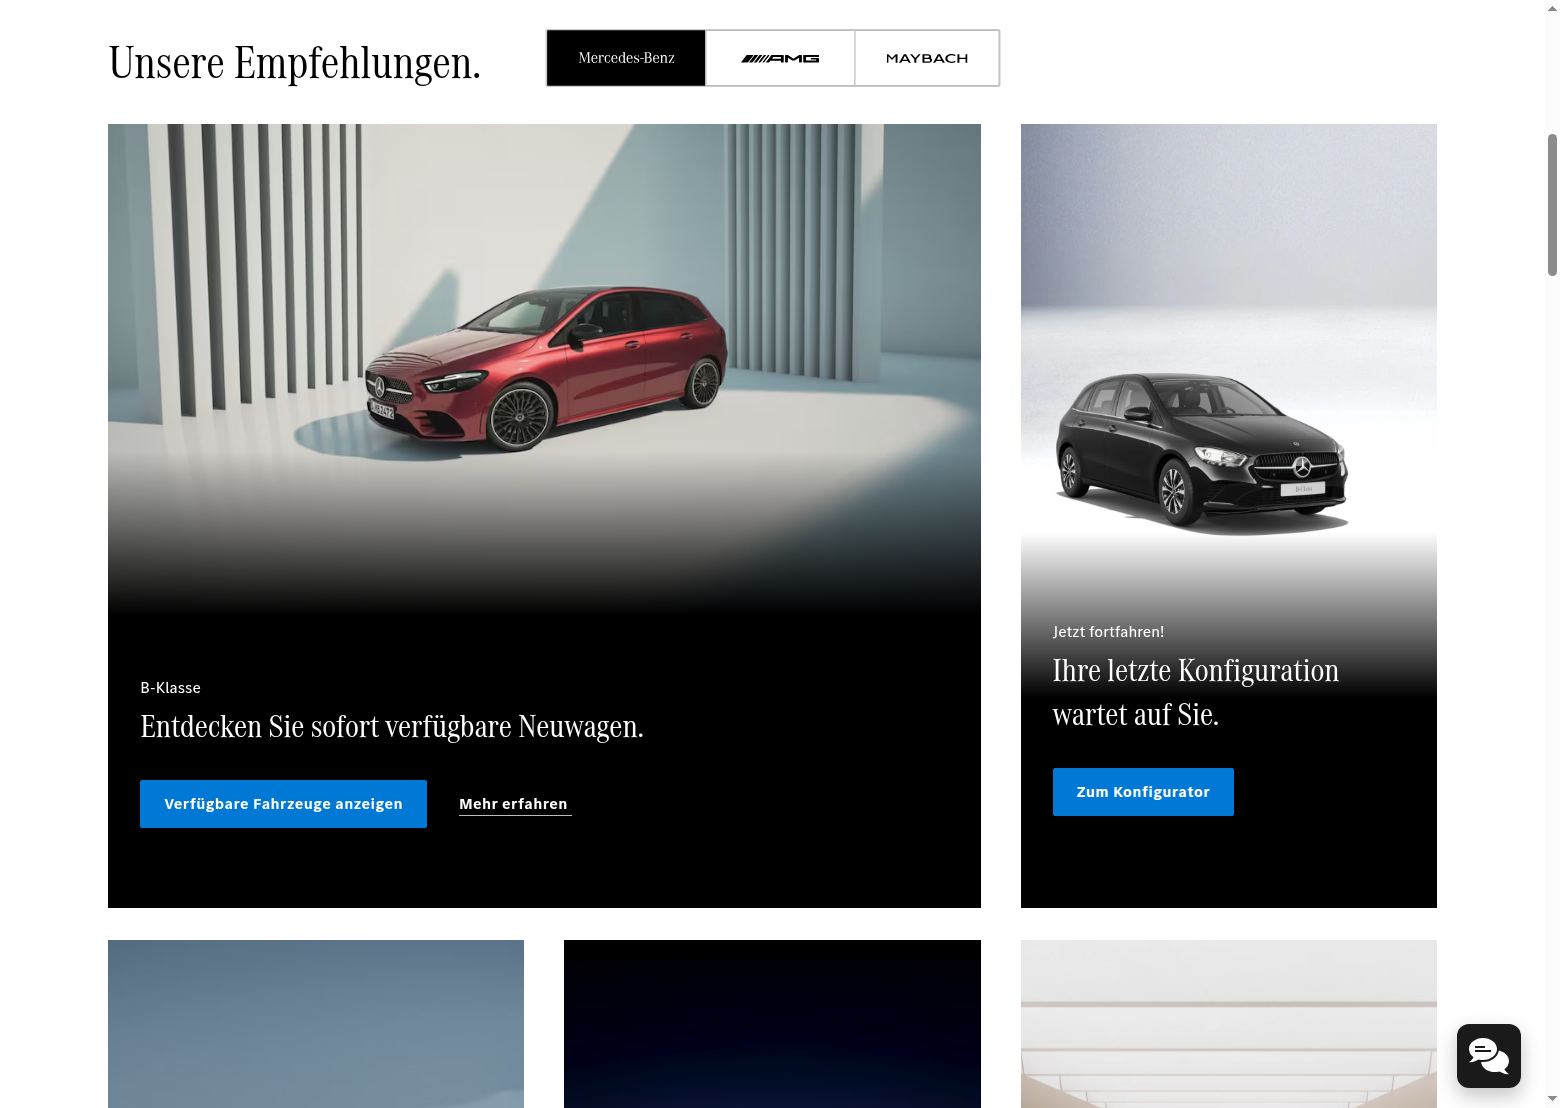 Unsere Empfehlungen.
Mercedes-Benz
AMG
MAYBACH
B-Klasse
Entdecken Sie sofort verfügbare Neuwagen.
Verfügbare Fahrzeuge anzeigen
Mehr erfahren
Jetzt fortfahren!
Ihre letzte Konfiguration
wartet auf Sie.
Zum Konfigurator